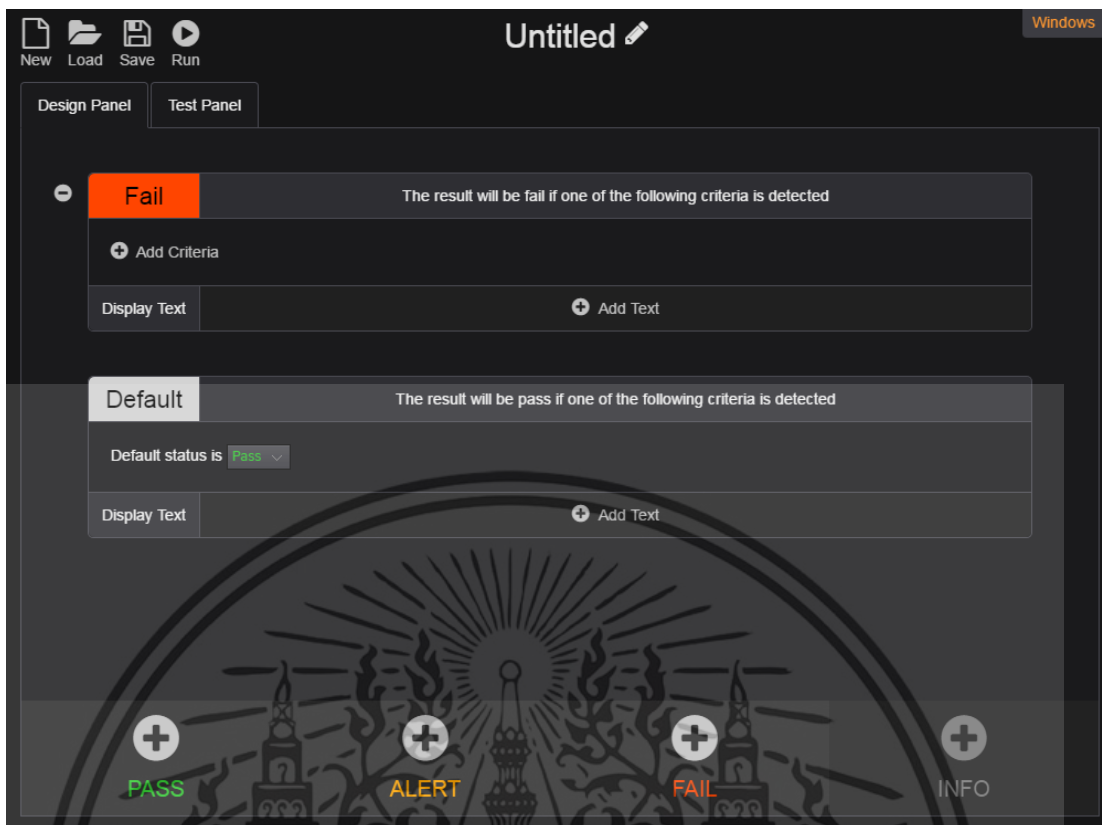 Untitled
Windows
New Load Save Run
Design Panel Test Panel
Fail The result will be fail if one of the following criteria is detected
Add Criteria
Display Text Add Text
Default The result will be pass if one of the following criteria is detected
Default status is Pass
Display Text Add Text
PASS ALERT FAIL INFO